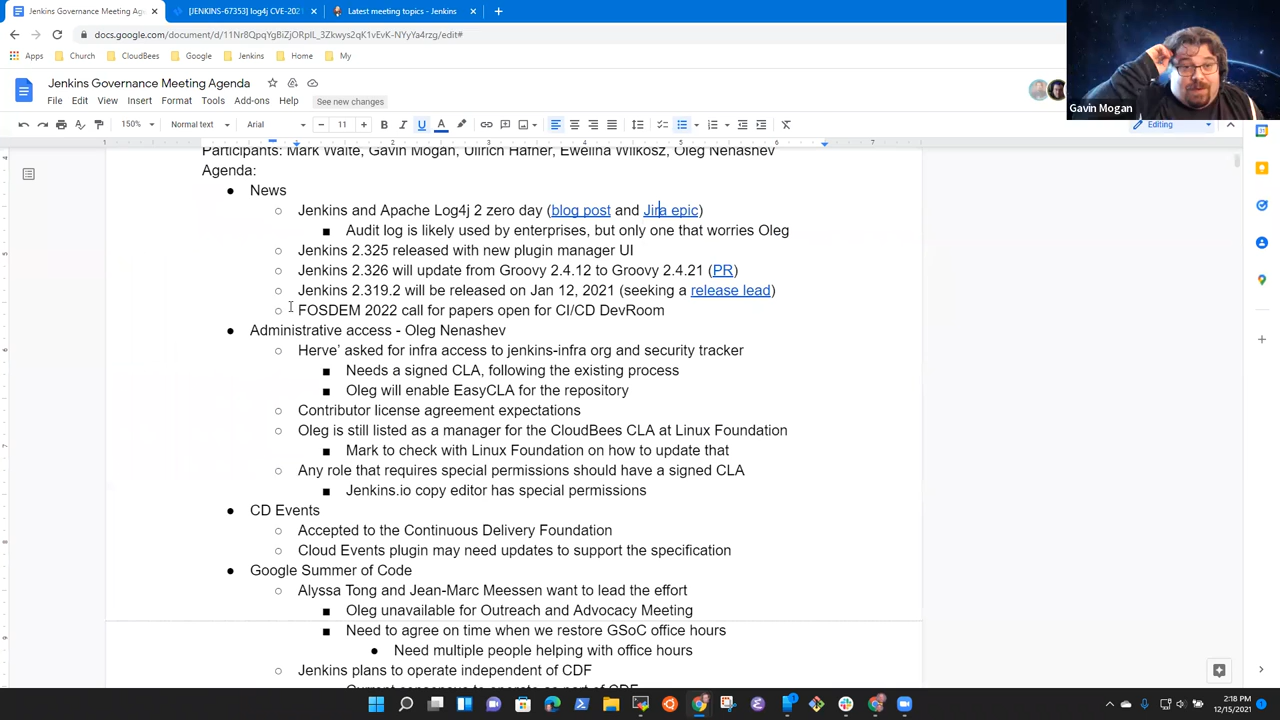 Jenkins Governance Meeting Age
[JENKINS-67353] log4j CVE-202
Latest meeting topics - Jenkins
docs.google.com/document/d/11Nr8QpqYgBiZjORpIL_3Zkwys2qK1vEvK-NYyYa4rzg/edit#
Apps Church CloudBees Google Jenkins Home My
Jenkins Governance Meeting Agenda
File Edit View Insert Format Tools Add-ons Help See new changes
150% Normal text Arial 11 Editing
Gavin Mogan
1 1 2 3 4 5 6 7
Participants: Mark Waite, Gavin Mogan, Ullrich Hafner, Ewelina Wilkosz, Oleg Nenashev
Agenda:
● News
○ Jenkins and Apache Log4j 2 zero day (blog post and Jira epic)
■ Audit log is likely used by enterprises, but only one that worries Oleg
○ Jenkins 2.325 released with new plugin manager UI
○ Jenkins 2.326 will update from Groovy 2.4.12 to Groovy 2.4.21 (PR)
○ Jenkins 2.319.2 will be released on Jan 12, 2021 (seeking a release lead)
○ FOSDEM 2022 call for papers open for CI/CD DevRoom
● Administrative access - Oleg Nenashev
○ Herve’ asked for infra access to jenkins-infra org and security tracker
■ Needs a signed CLA, following the existing process
■ Oleg will enable EasyCLA for the repository
○ Contributor license agreement expectations
○ Oleg is still listed as a manager for the CloudBees CLA at Linux Foundation
■ Mark to check with Linux Foundation on how to update that
○ Any role that requires special permissions should have a signed CLA
■ Jenkins.io copy editor has special permissions
● CD Events
○ Accepted to the Continuous Delivery Foundation
○ Cloud Events plugin may need updates to support the specification
● Google Summer of Code
○ Alyssa Tong and Jean-Marc Meessen want to lead the effort
■ Oleg unavailable for Outreach and Advocacy Meeting
■ Need to agree on time when we restore GSoC office hours
● Need multiple people helping with office hours
○ Jenkins plans to operate independent of CDF
2:18 PM
12/15/2021